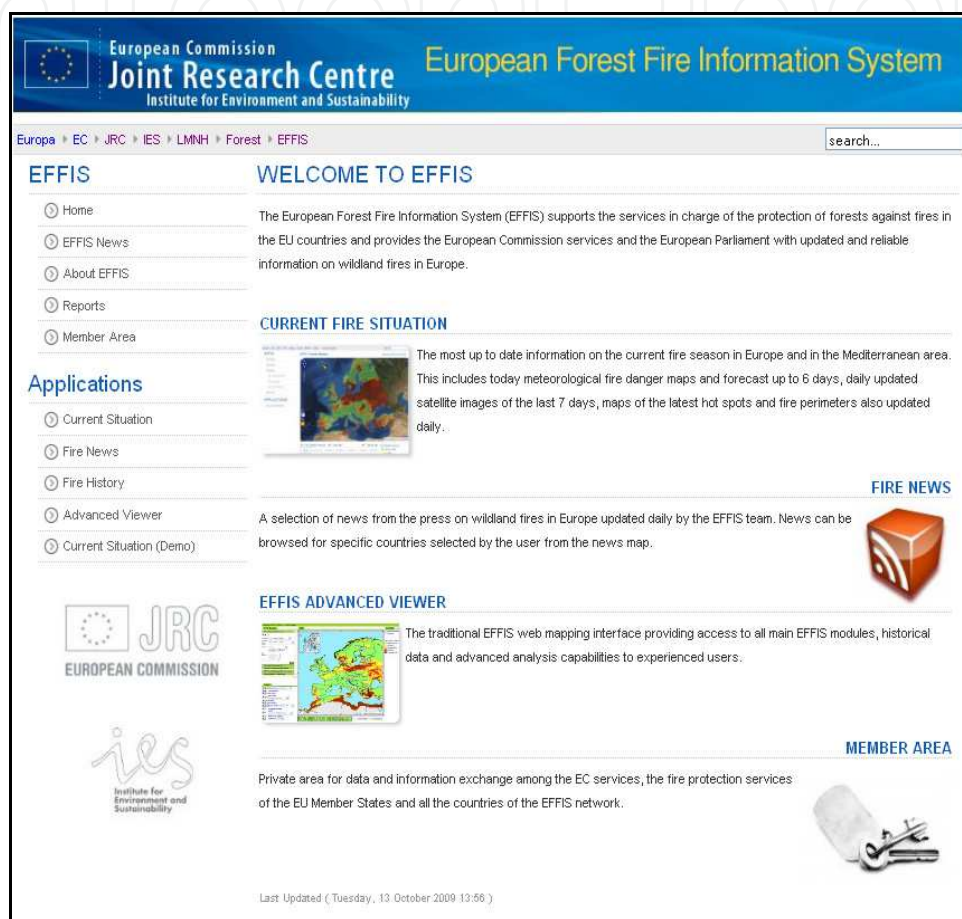 European Commission
Joint Research Centre
Institute for Environment and Sustainability
European Forest Fire Information System
Europa EC JRC IES LMNH Forest EFFIS
search...
EFFIS
Home
EFFIS News
About EFFIS
Reports
Member Area
Applications
Current Situation
Fire News
Fire History
Advanced Viewer
Current Situation (Demo)
JRC
EUROPEAN COMMISSION
ies
Institute for
Environment and
Sustainability
WELCOME TO EFFIS
The European Forest Fire Information System (EFFIS) supports the services in charge of the protection of forests against fires in
the EU countries and provides the European Commission services and the European Parliament with updated and reliable
information on wildland fires in Europe.
CURRENT FIRE SITUATION
The most up to date information on the current fire season in Europe and in the Mediterranean area.
This includes today meteorological fire danger maps and forecast up to 6 days, daily updated
satellite images of the last 7 days, maps of the latest hot spots and fire perimeters also updated
daily.
FIRE NEWS
A selection of news from the press on wildland fires in Europe updated daily by the EFFIS team. News can be
browsed for specific countries selected by the user from the news map.
EFFIS ADVANCED VIEWER
The traditional EFFIS web mapping interface providing access to all main EFFIS modules, historical
data and advanced analysis capabilities to experienced users.
MEMBER AREA
Private area for data and information exchange among the EC services, the fire protection services
of the EU Member States and all the countries of the EFFIS network.
Last Updated ( Tuesday, 13 October 2009 13:56 )